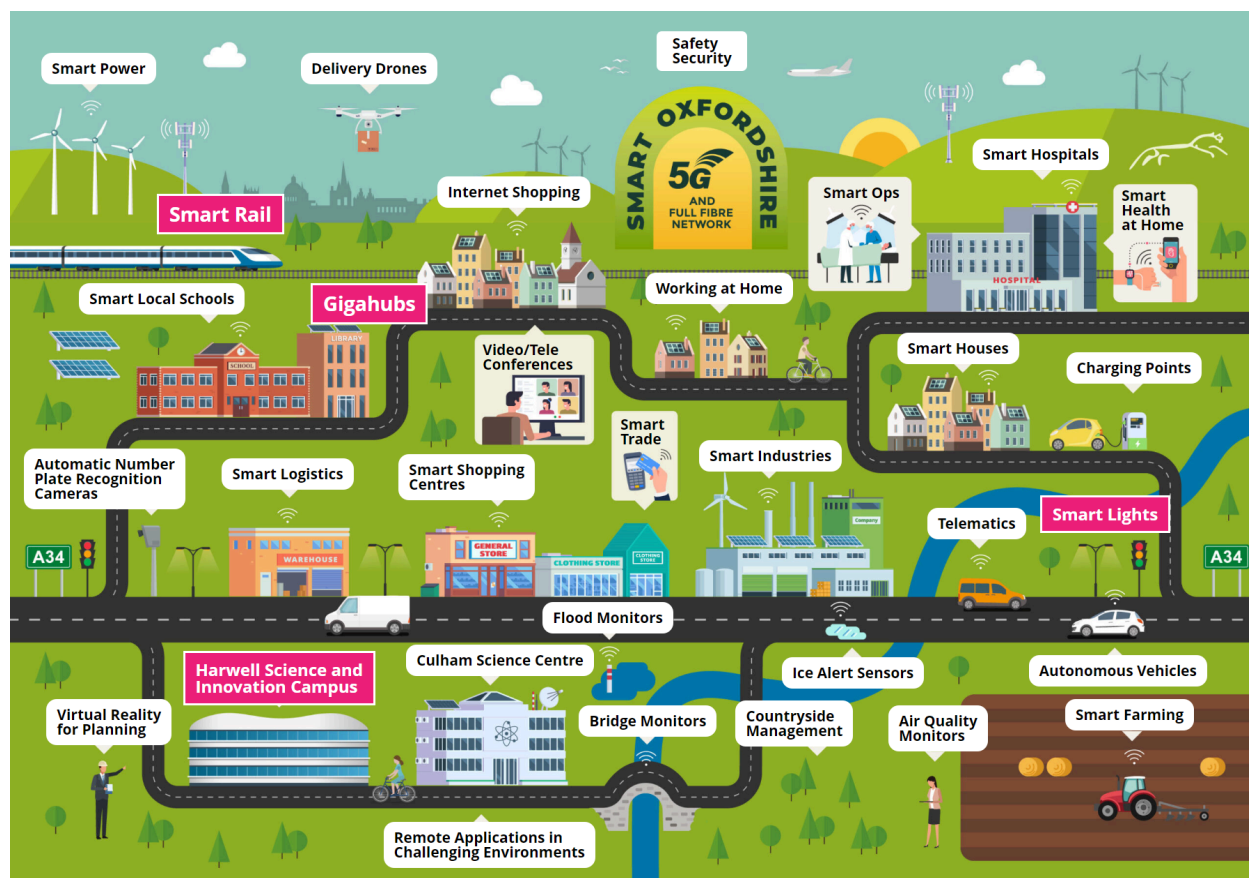 Safety
Security
Smart Power
Delivery Drones
SMART OXFORDSHIRE
5G
AND
FULL FIBRE
NETWORK
Smart Hospitals
Internet Shopping
Smart Ops
Smart
Health
at Home
Smart Rail
HOSPITAL
Working at Home
Smart Local Schools
Gigahubs
LIBRARY
SCHOOL
Video/Tele
Conferences
Smart Houses
Charging Points
Smart
Trade
Automatic Number
Plate Recognition
Cameras
Smart Logistics
Smart Shopping
Centres
Smart Industries
Company
Telematics
Smart Lights
A34
WAREHOUSE
GENERAL
STORE
CLOTHING STORE
CLOTHING
STORE
A34
Flood Monitors
Harwell Science and
Innovation Campus
Culham Science Centre
Ice Alert Sensors
Autonomous Vehicles
Virtual Reality
for Planning
Bridge Monitors
Countryside
Management
Air Quality
Monitors
Smart Farming
Remote Applications in
Challenging Environments